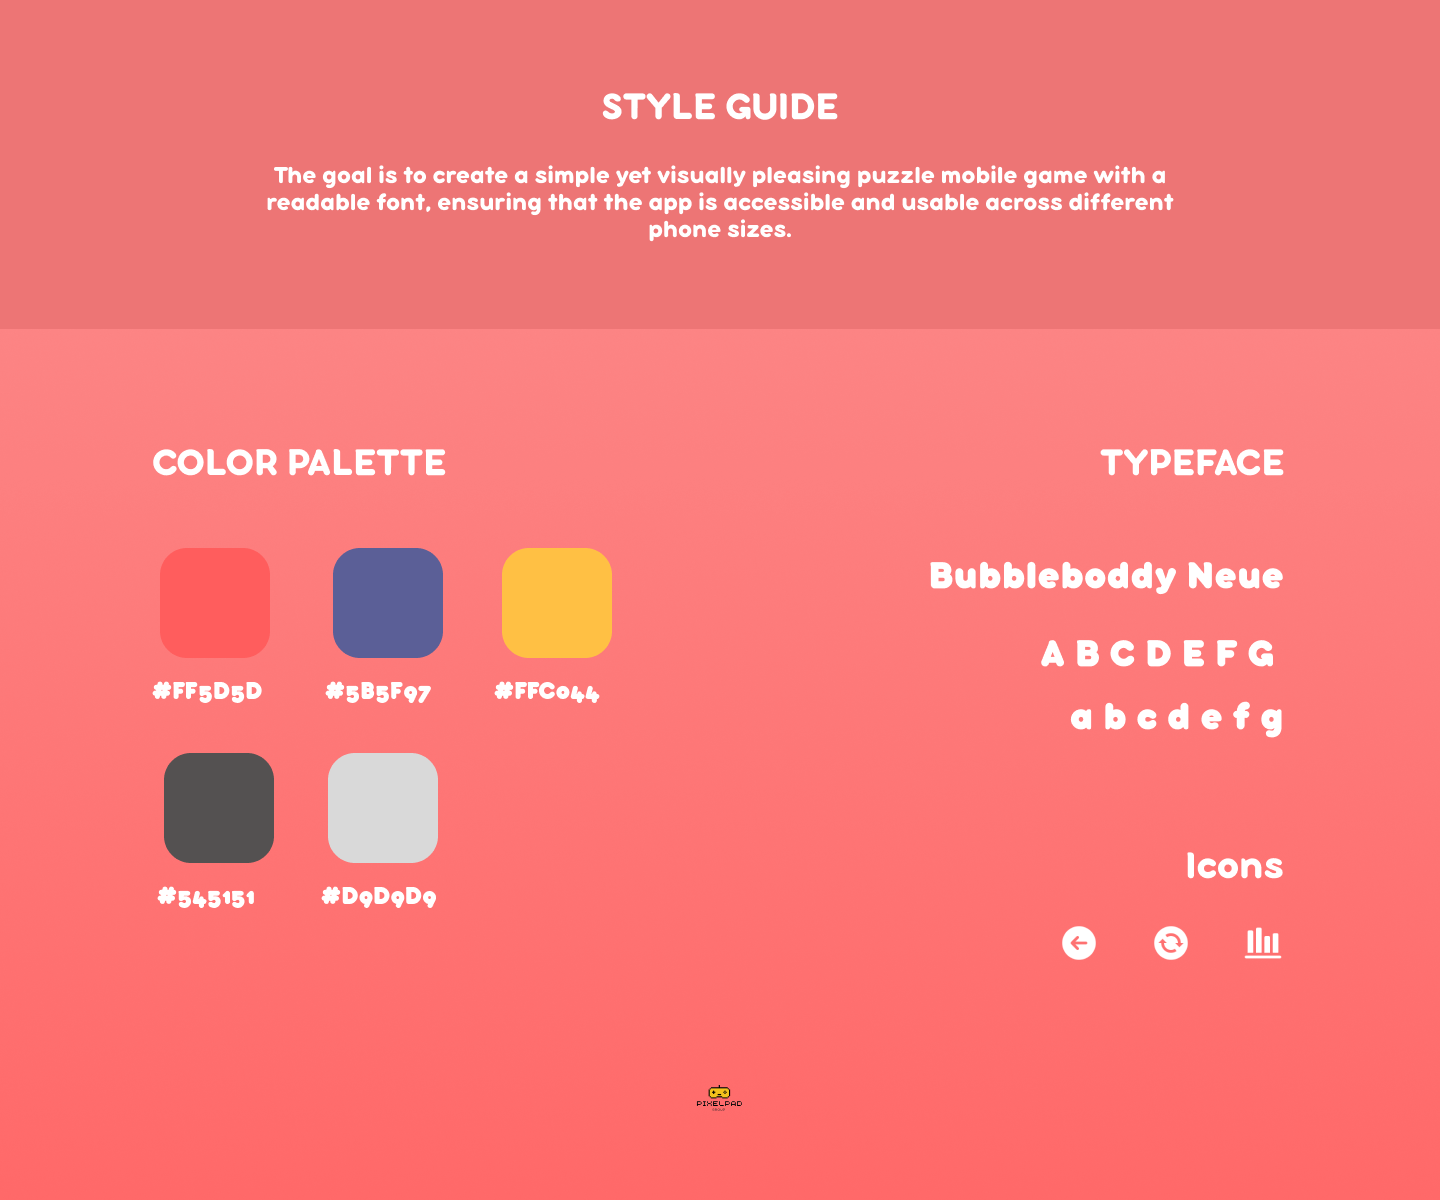 STYLE GUIDE
The goal is to create a simple yet visually pleasing puzzle mobile game with a
readable font, ensuring that the app is accessible and usable across different
phone sizes.
COLOR PALETTE
TYPEFACE
#FF5D5D
#5B5F97
#FFC044
#545151
#D9D9D9
Bubbleboddy Neue
A B C D E F G
a b c d e f g
Icons
PIXELPAD